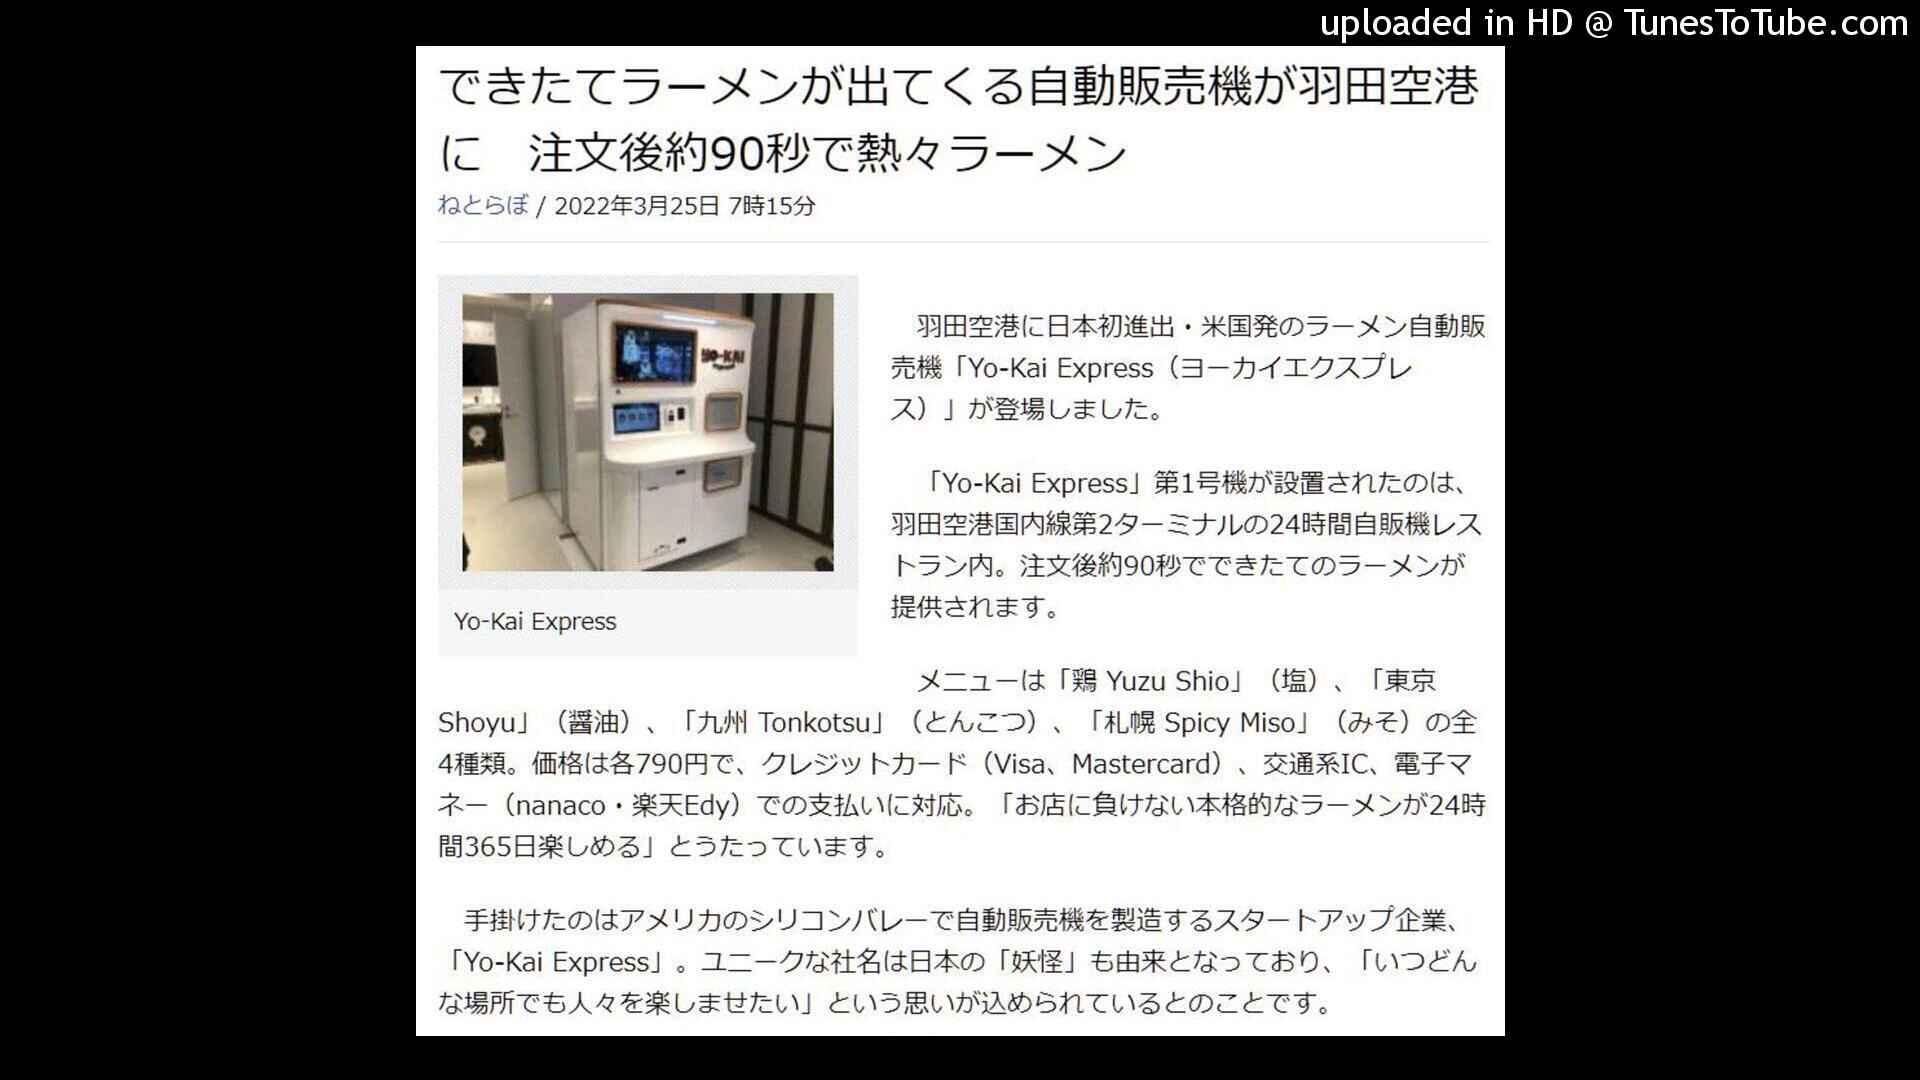 uploaded in HD @ TunesToTube.com
できたてラーメンが出てくる自動販売機が羽田空港
に　注文後約90秒で熱々ラーメン
ねとらぼ / 2022年3月25日 7時15分
YO-KAI
express
Yo-Kai Express
羽田空港に日本初進出・米国発のラーメン自動販
売機「Yo-Kai Express（ヨーカイエクスプレ
ス）」が登場しました。
「Yo-Kai Express」第1号機が設置されたのは、
羽田空港国内線第2ターミナルの24時間自販機レス
トラン内。注文後約90秒でできたてのラーメンが
提供されます。
メニューは「鶏 Yuzu Shio」（塩）、「東京
Shoyu」（醤油）、「九州 Tonkotsu」（とんこつ）、「札幌 Spicy Miso」（みそ）の全
4種類。価格は各790円で、クレジットカード（Visa、Mastercard）、交通系IC、電子マ
ネー（nanaco・楽天Edy）での支払いに対応。「お店に負けない本格的なラーメンが24時
間365日楽しめる」とうたっています。
手掛けたのはアメリカのシリコンバレーで自動販売機を製造するスタートアップ企業、
「Yo-Kai Express」。ユニークな社名は日本の「妖怪」も由来となっており、「いつどん
な場所でも人々を楽しませたい」という思いが込められているとのことです。